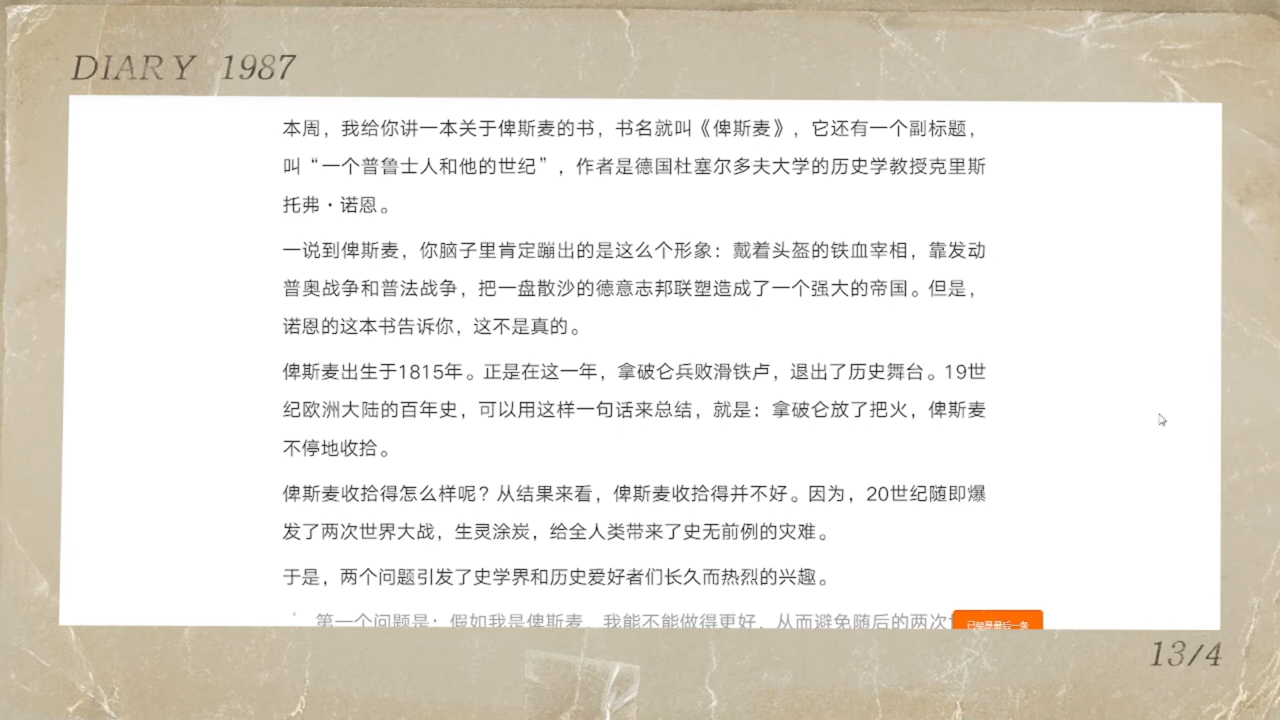 DIARY 1987
本周，我给你讲一本关于俾斯麦的书，书名就叫《俾斯麦》，它还有一个副标题，
叫“一个普鲁士人和他的世纪”，作者是德国杜塞尔多夫大学的历史学教授克里斯
托弗·诺恩。
一说到俾斯麦，你脑子里肯定蹦出的是这么个形象：戴着头盔的铁血宰相，靠发动
普奥战争和普法战争，把一盘散沙的德意志邦联塑造成了一个强大的帝国。但是，
诺恩的这本书告诉你，这不是真的。
俾斯麦出生于1815年。正是在这一年，拿破仑兵败滑铁卢，退出了历史舞台。19世
纪欧洲大陆的百年史，可以用这样一句话来总结，就是：拿破仑放了把火，俾斯麦
不停地收拾。
俾斯麦收拾得怎么样呢？从结果来看，俾斯麦收拾得并不好。因为，20世纪随即爆
发了两次世界大战，生灵涂炭，给全人类带来了史无前例的灾难。
于是，两个问题引发了史学界和历史爱好者们长久而热烈的兴趣。
第一个问题是：假如我是俾斯麦，我能不能做得更好，从而避免随后的两次
已经是最后一条
13/4